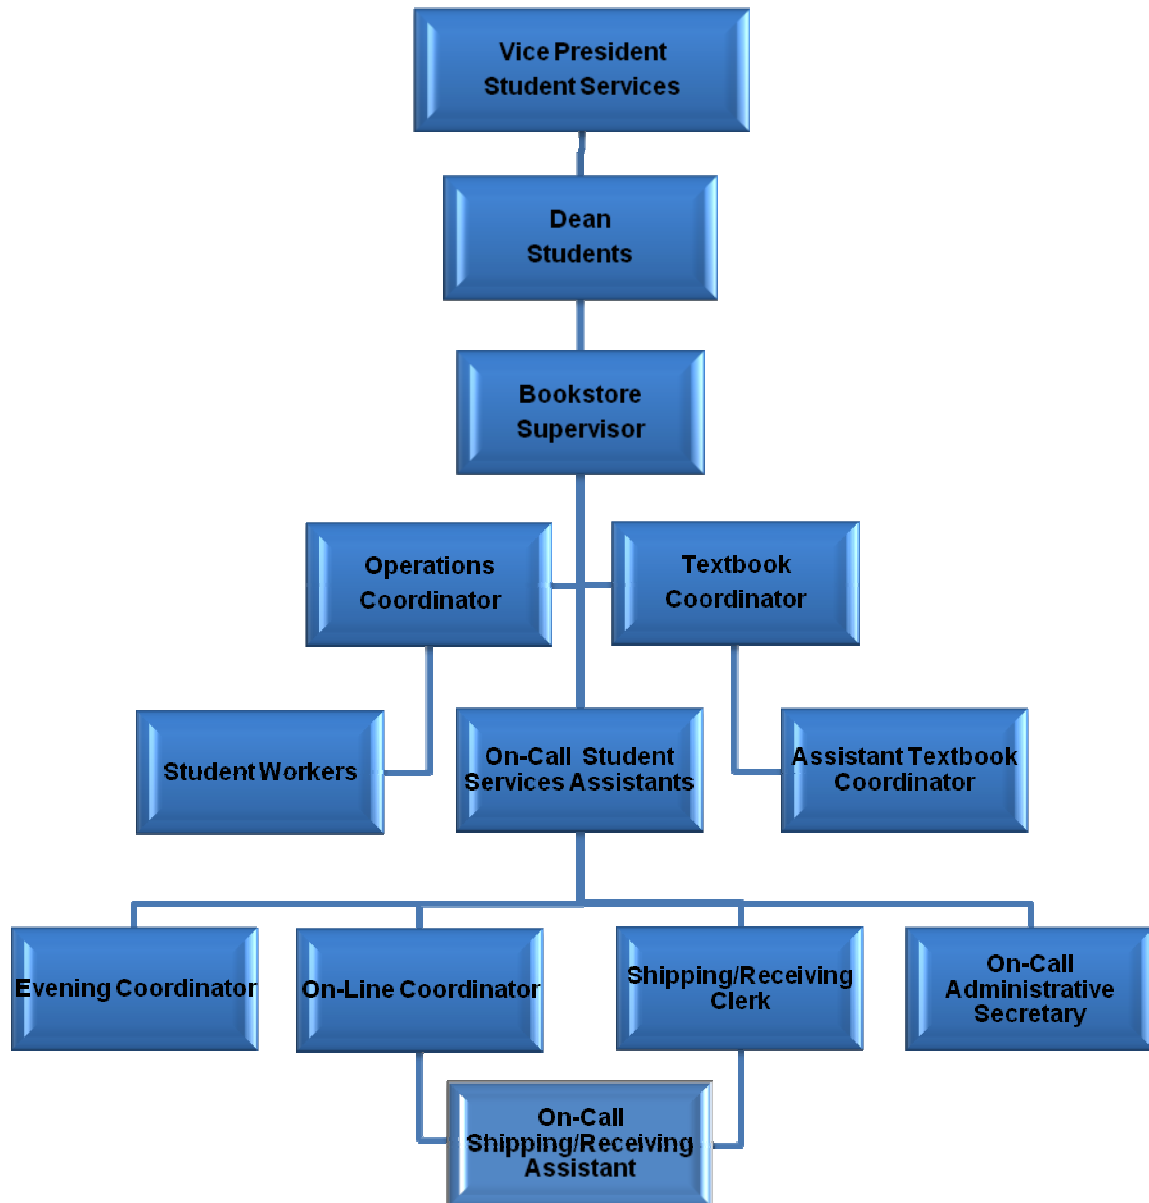 Vice President
Student Services
Dean
Students
Bookstore
Supervisor
Operations
Coordinator
Textbook
Coordinator
Student Workers
On-Call Student
Services Assistants
Assistant Textbook
Coordinator
Evening Coordinator
On-Line Coordinator
Shipping/Receiving
Clerk
On-Call
Administrative
Secretary
On-Call
Shipping/Receiving
Assistant